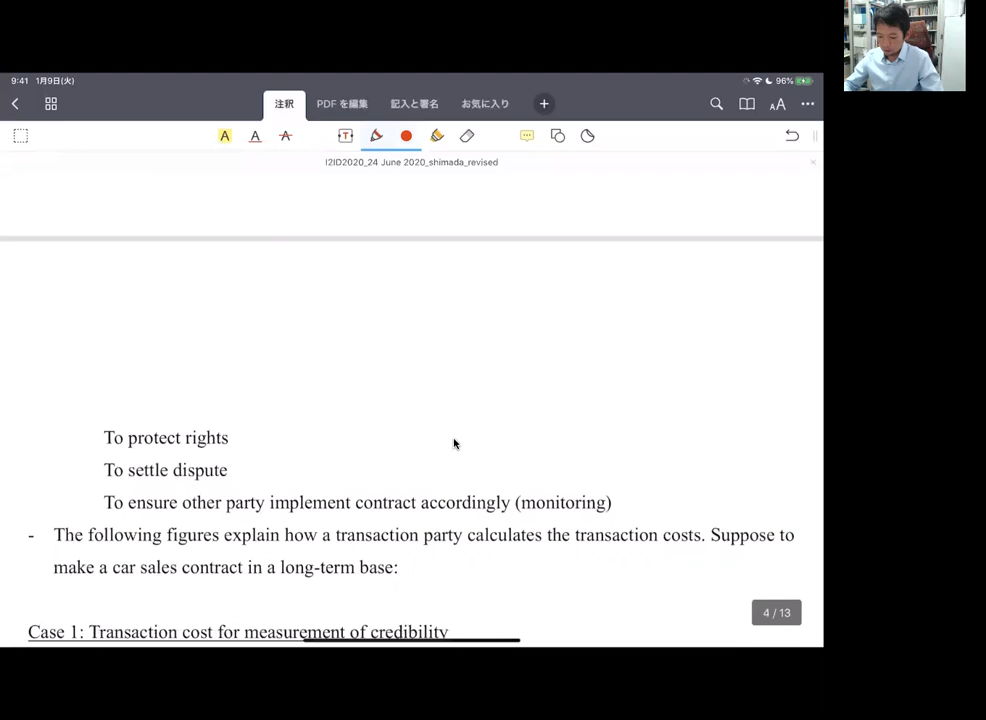 9:41 1月9日(火) 96%
注釈 PDF を編集 記入と署名 お気に入り
I2ID2020_24 June 2020_shimada_revised
To protect rights
To settle dispute
To ensure other party implement contract accordingly (monitoring)
- The following figures explain how a transaction party calculates the transaction costs. Suppose to
make a car sales contract in a long-term base:
4 / 13
Case 1: Transaction cost for measurement of credibility